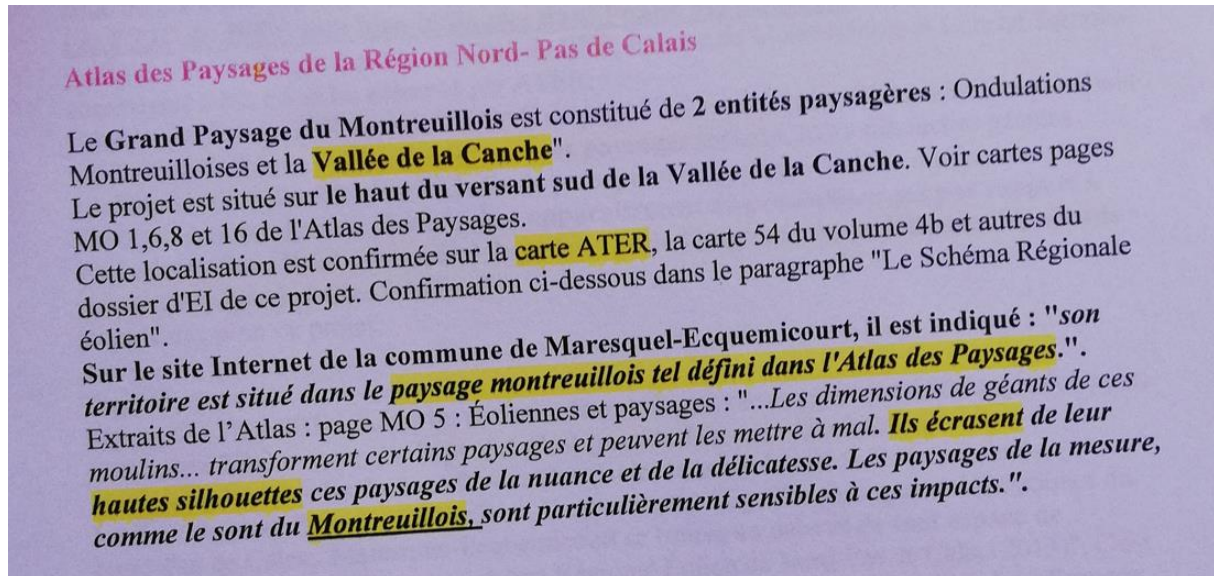 Atlas des Paysages de la Région Nord- Pas de Calais
Le Grand Paysage du Montreuillois est constitué de 2 entités paysagères : Ondulations
Montreuilloises et la Vallée de la Canche".
Le projet est situé sur le haut du versant sud de la Vallée de la Canche. Voir cartes pages
MO 1,6,8 et 16 de l'Atlas des Paysages.
Cette localisation est confirmée sur la carte ATER, la carte 54 du volume 4b et autres du
dossier d'EI de ce projet. Confirmation ci-dessous dans le paragraphe "Le Schéma Régionale
éolien".
Sur le site Internet de la commune de Maresquel-Ecquemicourt, il est indiqué : "son
territoire est situé dans le paysage montreuillois tel défini dans l'Atlas des Paysages.".
Extraits de l’Atlas : page MO 5 : Éoliennes et paysages : "...Les dimensions de géants de ces
moulins... transforment certains paysages et peuvent les mettre à mal. Ils écrasent de leur
hautes silhouettes ces paysages de la nuance et de la délicatesse. Les paysages de la mesure,
comme le sont du Montreuillois, sont particulièrement sensibles à ces impacts.".